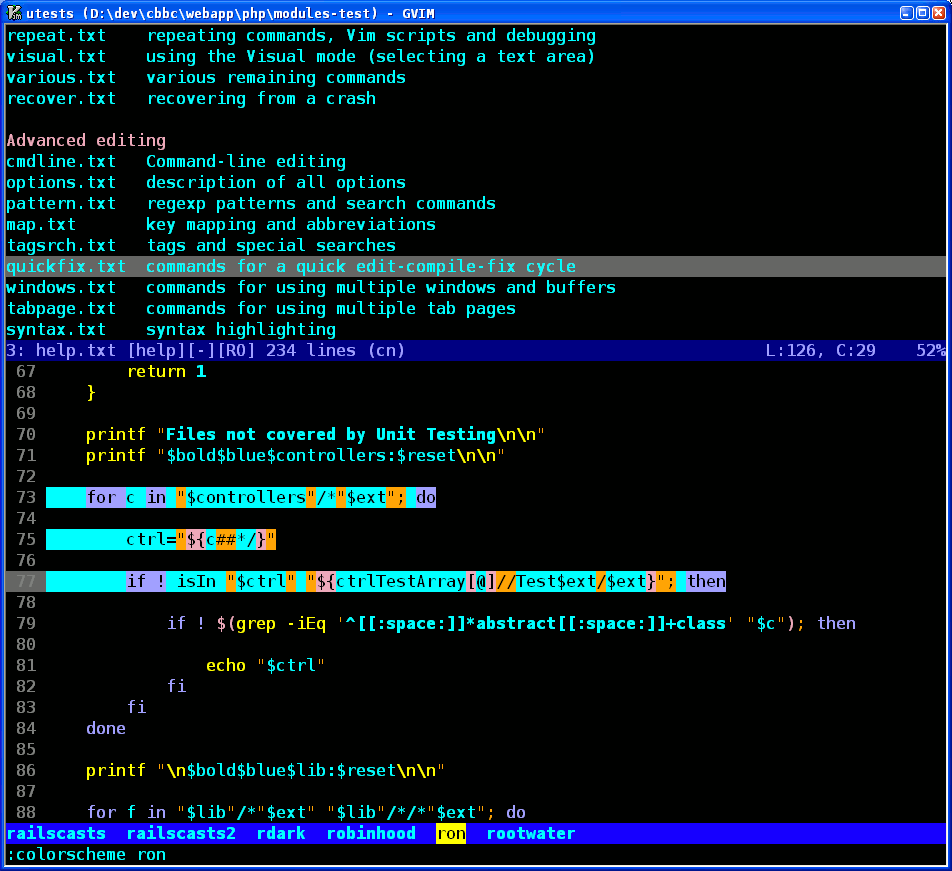 utests (D:\dev\cbbc\webapp\php\modules-test) - GVIM
repeat.txt    repeating commands, Vim scripts and debugging
visual.txt    using the Visual mode (selecting a text area)
various.txt   various remaining commands
recover.txt   recovering from a crash
Advanced editing
cmdline.txt   Command-line editing
options.txt   description of all options
pattern.txt   regexp patterns and search commands
map.txt       key mapping and abbreviations
tagsrch.txt   tags and special searches
quickfix.txt  commands for a quick edit-compile-fix cycle
windows.txt   commands for using multiple windows and buffers
tabpage.txt   commands for using multiple tab pages
syntax.txt    syntax highlighting
3: help.txt [help][-][RO] 234 lines (cn)                                    L:126, C:29    52%
67         return 1
68     }
69
70     printf "Files not covered by Unit Testing\n\n"
71     printf "$bold$blue$controllers:$reset\n\n"
72
73     for c in "$controllers"/*"$ext"; do
74
75         ctrl="${c##*/}"
76
77         if ! isIn "$ctrl" "${ctrlTestArray[@]//Test$ext/$ext}"; then
78
79             if ! $(grep -iEq '^[[:space:]]*abstract[[:space:]]+class' "$c"); then
80
81                 echo "$ctrl"
82             fi
83         fi
84     done
85
86     printf "\n$bold$blue$lib:$reset\n\n"
87
88     for f in "$lib"/*"$ext" "$lib"/*/*"$ext"; do
railscasts  railscasts2  rdark  robinhood  ron  rootwater
:colorscheme ron